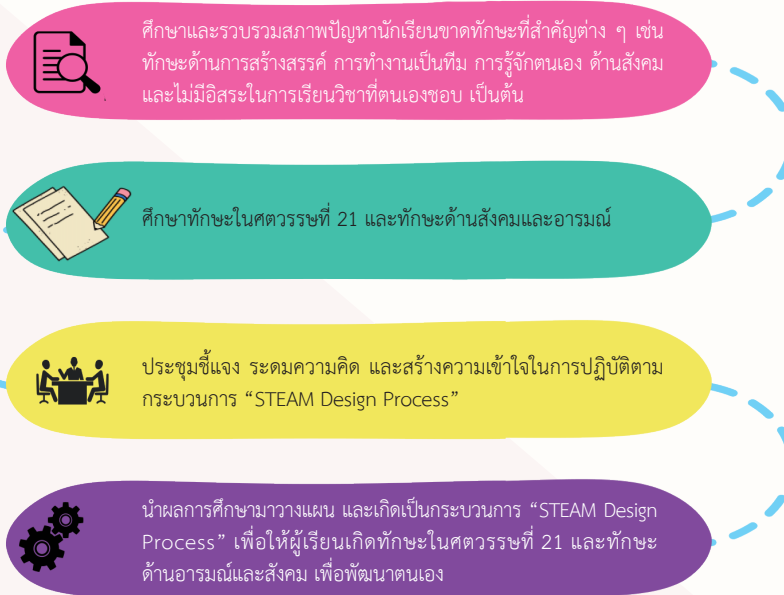 ศึกษาและรวบรวมสภาพปัญหานักเรียนขาดทักษะที่สำคัญต่าง ๆ เช่น
ทักษะด้านการสร้างสรรค์ การทำงานเป็นทีม การรู้จักตนเอง ด้านสังคม
และไม่มีอิสระในการเรียนวิชาที่ตนเองชอบ เป็นต้น
ศึกษาทักษะในศตวรรษที่ 21 และทักษะด้านสังคมและอารมณ์
ประชุมชี้แจง ระดมความคิด และสร้างความเข้าใจในการปฏิบัติตาม
กระบวนการ “STEAM Design Process”
นำผลการศึกษามาวางแผน และเกิดเป็นกระบวนการ “STEAM Design
Process” เพื่อให้ผู้เรียนเกิดทักษะในศตวรรษที่ 21 และทักษะ
ด้านอารมณ์และสังคม เพื่อพัฒนาตนเอง